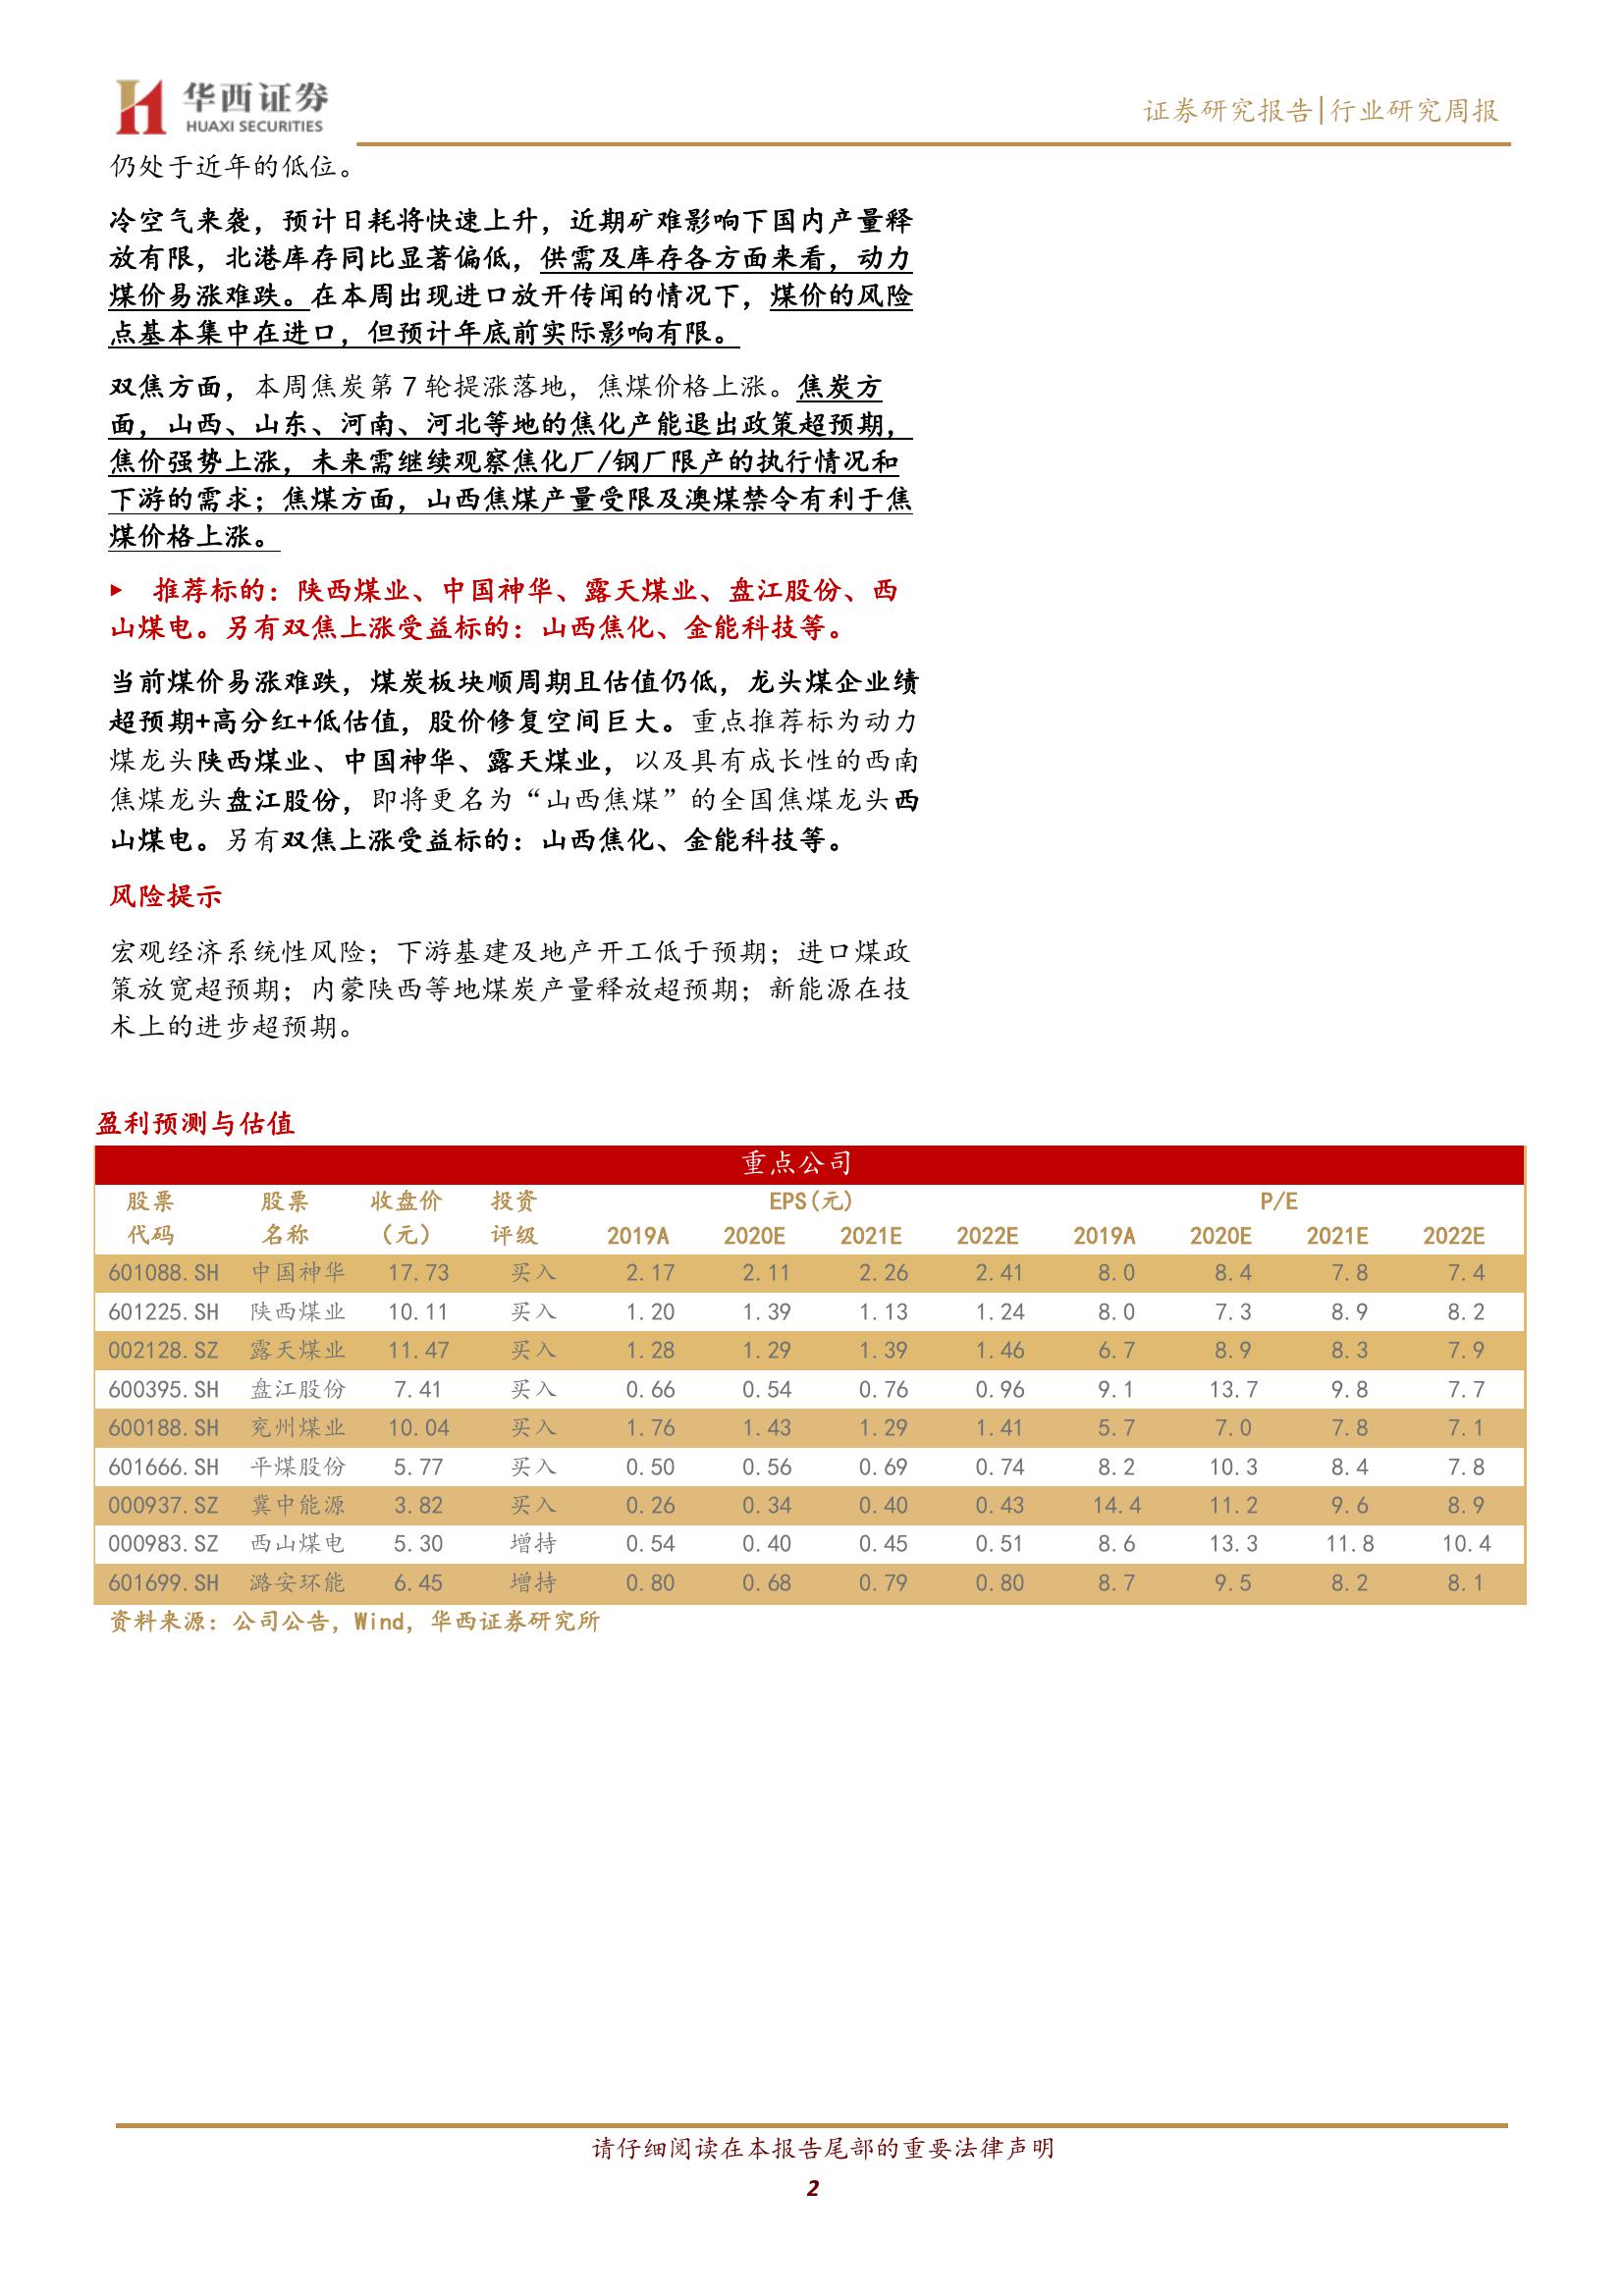 华西证券
HUAXI SECURITIES
证券研究报告|行业研究周报
仍处于近年的低位。
冷空气来袭，预计日耗将快速上升，近期矿难影响下国内产量释
放有限，北港库存同比显著偏低，供需及库存各方面来看，动力
煤价易涨难跌。在本周出现进口放开传闻的情况下，煤价的风险
点基本集中在进口，但预计年底前实际影响有限。
双焦方面，本周焦炭第 7 轮提涨落地，焦煤价格上涨。焦炭方
面，山西、山东、河南、河北等地的焦化产能退出政策超预期，
焦价强势上涨，未来需继续观察焦化厂/钢厂限产的执行情况和
下游的需求；焦煤方面，山西焦煤产量受限及澳煤禁令有利于焦
煤价格上涨。
▶ 推荐标的：陕西煤业、中国神华、露天煤业、盘江股份、西
山煤电。另有双焦上涨受益标的：山西焦化、金能科技等。
当前煤价易涨难跌，煤炭板块顺周期且估值仍低，龙头煤企业绩
超预期+高分红+低估值，股价修复空间巨大。重点推荐标为动力
煤龙头陕西煤业、中国神华、露天煤业，以及具有成长性的西南
焦煤龙头盘江股份，即将更名为“山西焦煤”的全国焦煤龙头西
山煤电。另有双焦上涨受益标的：山西焦化、金能科技等。
风险提示
宏观经济系统性风险；下游基建及地产开工低于预期；进口煤政
策放宽超预期；内蒙陕西等地煤炭产量释放超预期；新能源在技
术上的进步超预期。
盈利预测与估值
重点公司
股票 股票 收盘价 投资 EPS(元) P/E
代码 名称 （元） 评级 2019A 2020E 2021E 2022E 2019A 2020E 2021E 2022E
601088.SH 中国神华 17.73 买入 2.17 2.11 2.26 2.41 8.0 8.4 7.8 7.4
601225.SH 陕西煤业 10.11 买入 1.20 1.39 1.13 1.24 8.0 7.3 8.9 8.2
002128.SZ 露天煤业 11.47 买入 1.28 1.29 1.39 1.46 6.7 8.9 8.3 7.9
600395.SH 盘江股份 7.41 买入 0.66 0.54 0.76 0.96 9.1 13.7 9.8 7.7
600188.SH 兖州煤业 10.04 买入 1.76 1.43 1.29 1.41 5.7 7.0 7.8 7.1
601666.SH 平煤股份 5.77 买入 0.50 0.56 0.69 0.74 8.2 10.3 8.4 7.8
000937.SZ 冀中能源 3.82 买入 0.26 0.34 0.40 0.43 14.4 11.2 9.6 8.9
000983.SZ 西山煤电 5.30 增持 0.54 0.40 0.45 0.51 8.6 13.3 11.8 10.4
601699.SH 潞安环能 6.45 增持 0.80 0.68 0.79 0.80 8.7 9.5 8.2 8.1
资料来源：公司公告，Wind，华西证券研究所
请仔细阅读在本报告尾部的重要法律声明
2